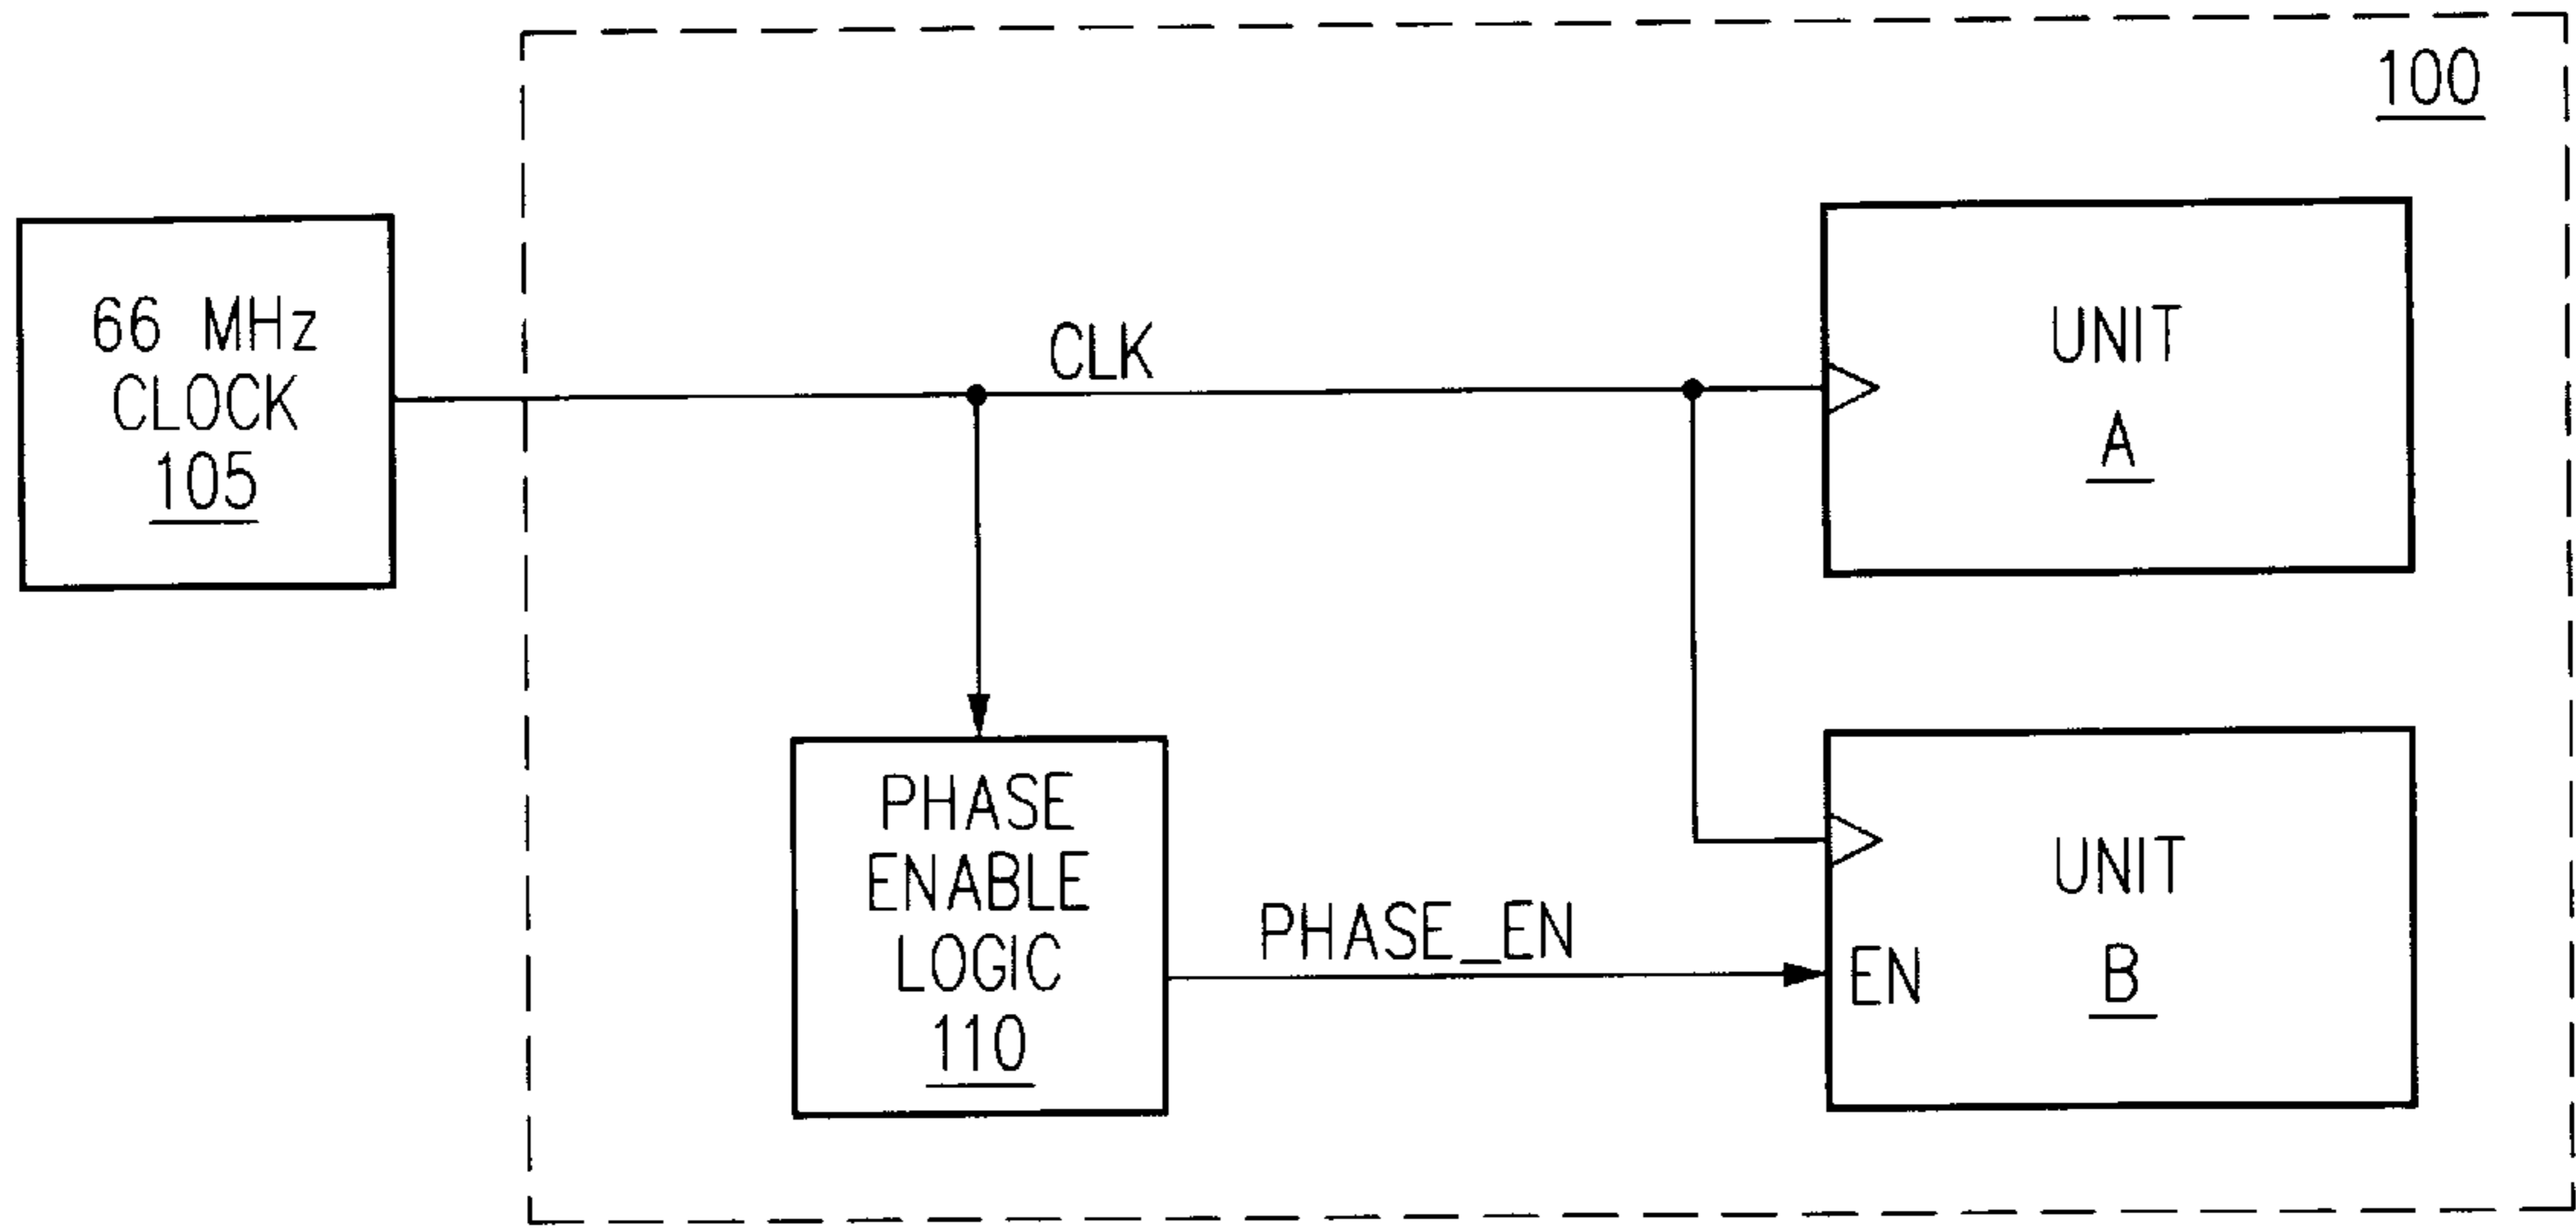 100
66 MHz
CLOCK
105
CLK
UNIT
A
PHASE
ENABLE
LOGIC
110
PHASE_EN
UNIT
EN
B